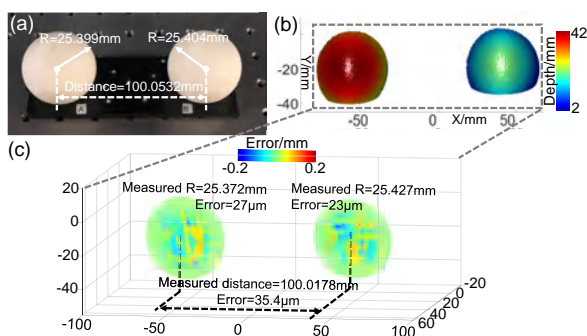 (a)
R=25.399mm
R=25.404mm
Distance=100.0532mm
A
B
(b)
Y/mm
0
-20
-40
-50
0
X/mm
50
Depth/mm
42
2
(c)
Error/mm
-0.2
0.2
Measured R=25.372mm
Error=27μm
Measured R=25.427mm
Error=23μm
Measured distance=100.0178mm
Error=35.4μm
20
0
-20
-40
-100
-50
0
50
100
60
40
20
0
-20